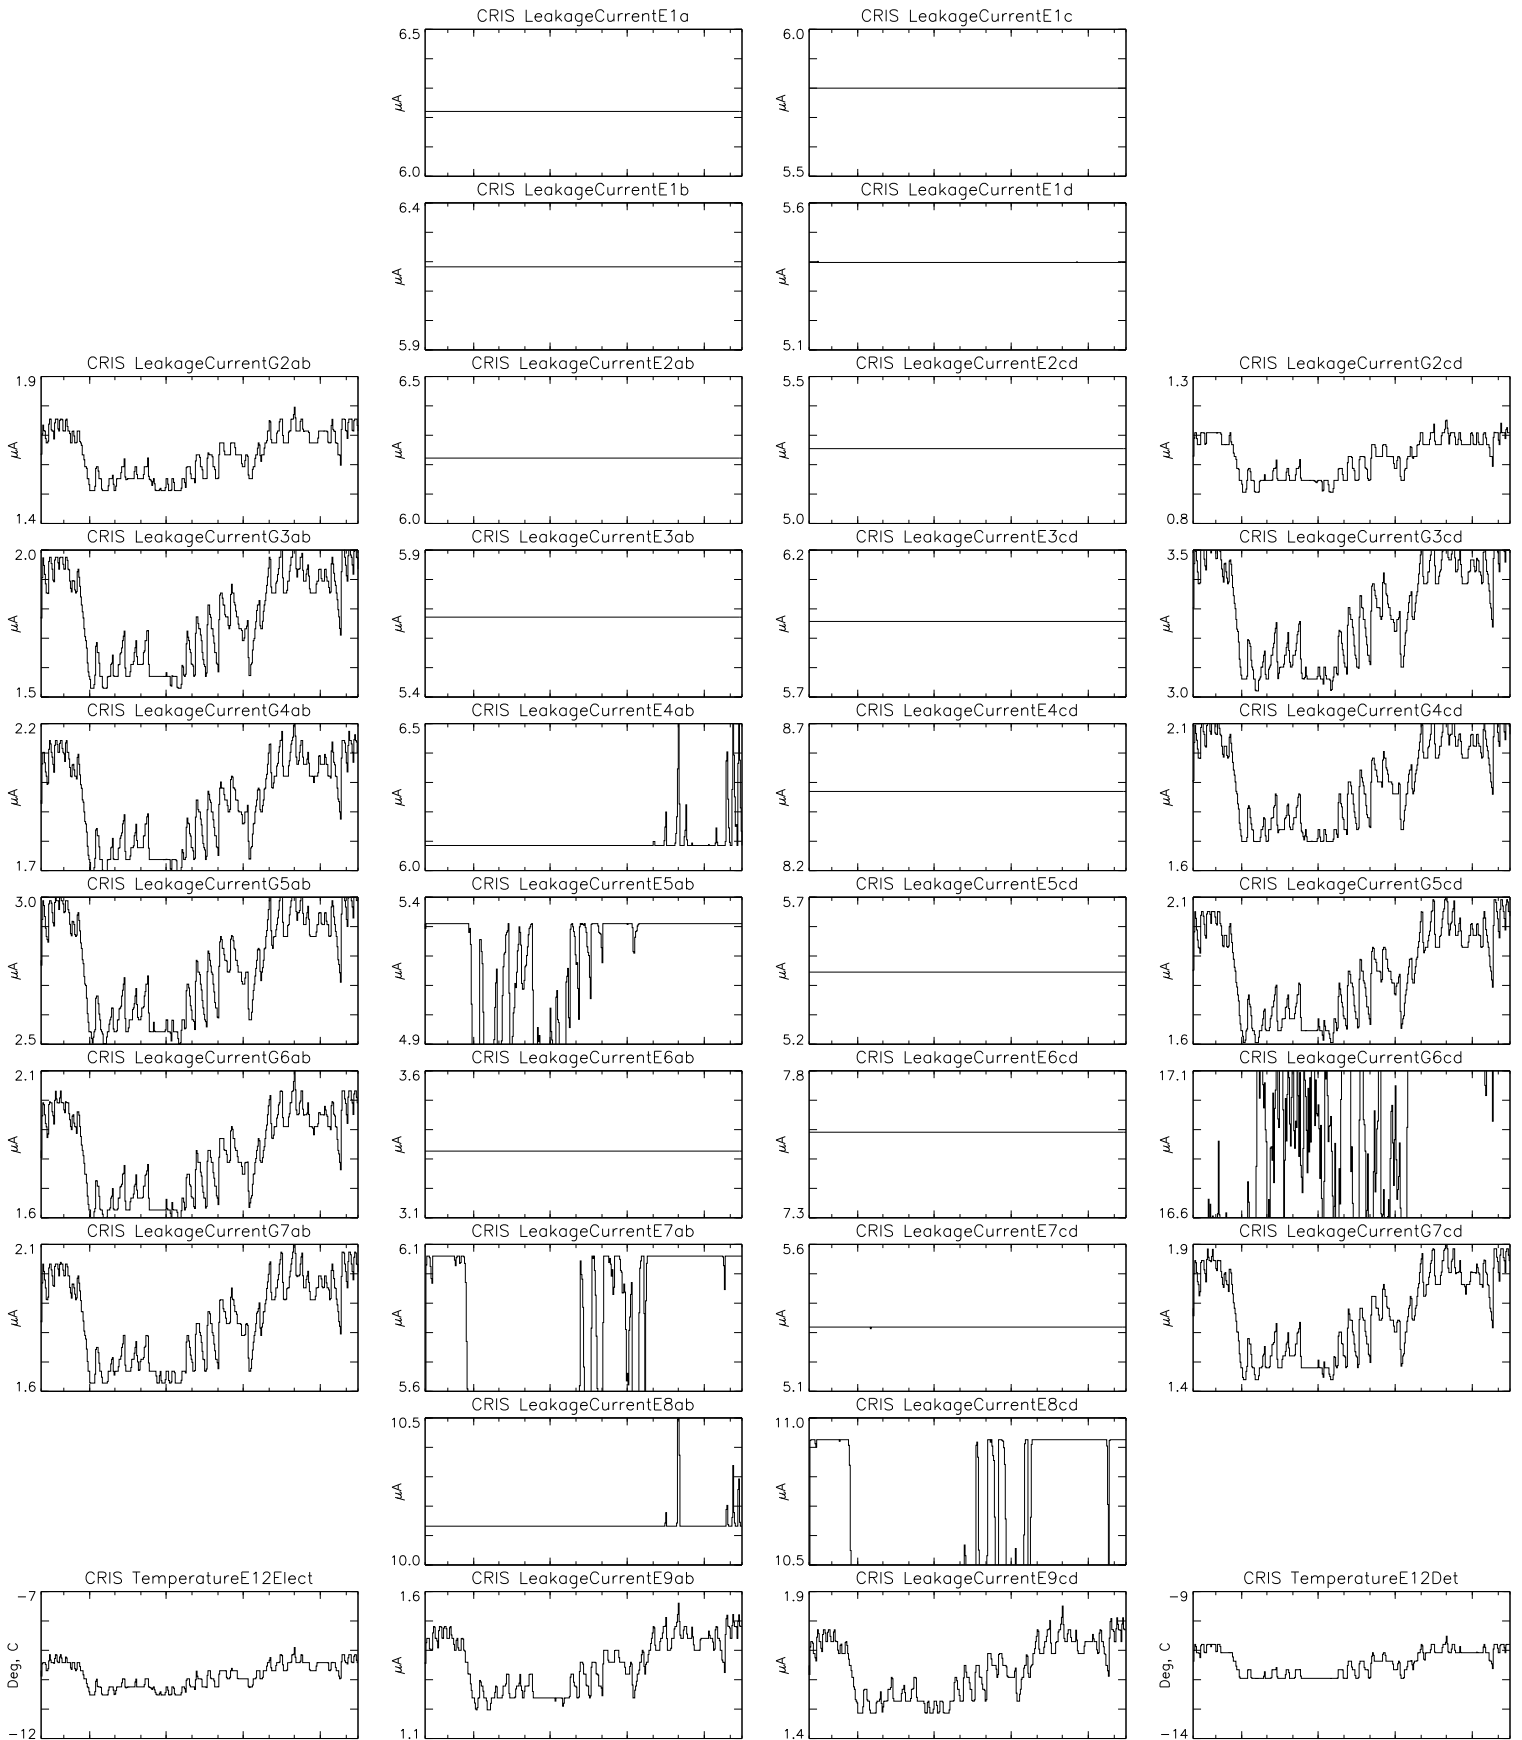 CRIS LeakageCurrentE1a
6.5
μA
6.0
CRIS LeakageCurrentE1c
6.0
μA
5.5
CRIS LeakageCurrentE1b
6.4
μA
5.9
CRIS LeakageCurrentE1d
5.6
μA
5.1
CRIS LeakageCurrentG2ab
1.9
μA
1.4
CRIS LeakageCurrentE2ab
6.5
μA
6.0
CRIS LeakageCurrentE2cd
5.5
μA
5.0
CRIS LeakageCurrentG2cd
1.3
μA
0.8
CRIS LeakageCurrentG3ab
2.0
μA
1.5
CRIS LeakageCurrentE3ab
5.9
μA
5.4
CRIS LeakageCurrentE3cd
6.2
μA
5.7
CRIS LeakageCurrentG3cd
3.5
μA
3.0
CRIS LeakageCurrentG4ab
2.2
μA
1.7
CRIS LeakageCurrentE4ab
6.5
μA
6.0
CRIS LeakageCurrentE4cd
8.7
μA
8.2
CRIS LeakageCurrentG4cd
2.1
μA
1.6
CRIS LeakageCurrentG5ab
3.0
μA
2.5
CRIS LeakageCurrentE5ab
5.4
μA
4.9
CRIS LeakageCurrentE5cd
5.7
μA
5.2
CRIS LeakageCurrentG5cd
2.1
μA
1.6
CRIS LeakageCurrentG6ab
2.1
μA
1.6
CRIS LeakageCurrentE6ab
3.6
μA
3.1
CRIS LeakageCurrentE6cd
7.8
μA
7.3
CRIS LeakageCurrentG6cd
17.1
μA
16.6
CRIS LeakageCurrentG7ab
2.1
μA
1.6
CRIS LeakageCurrentE7ab
6.1
μA
5.6
CRIS LeakageCurrentE7cd
5.6
μA
5.1
CRIS LeakageCurrentG7cd
1.9
μA
1.4
CRIS LeakageCurrentE8ab
10.5
μA
10.0
CRIS LeakageCurrentE8cd
11.0
μA
10.5
CRIS TemperatureE12Elect
-7
Deg, C
-12
CRIS LeakageCurrentE9ab
1.6
μA
1.1
CRIS LeakageCurrentE9cd
1.9
μA
1.4
CRIS TemperatureE12Det
-9
Deg, C
-14